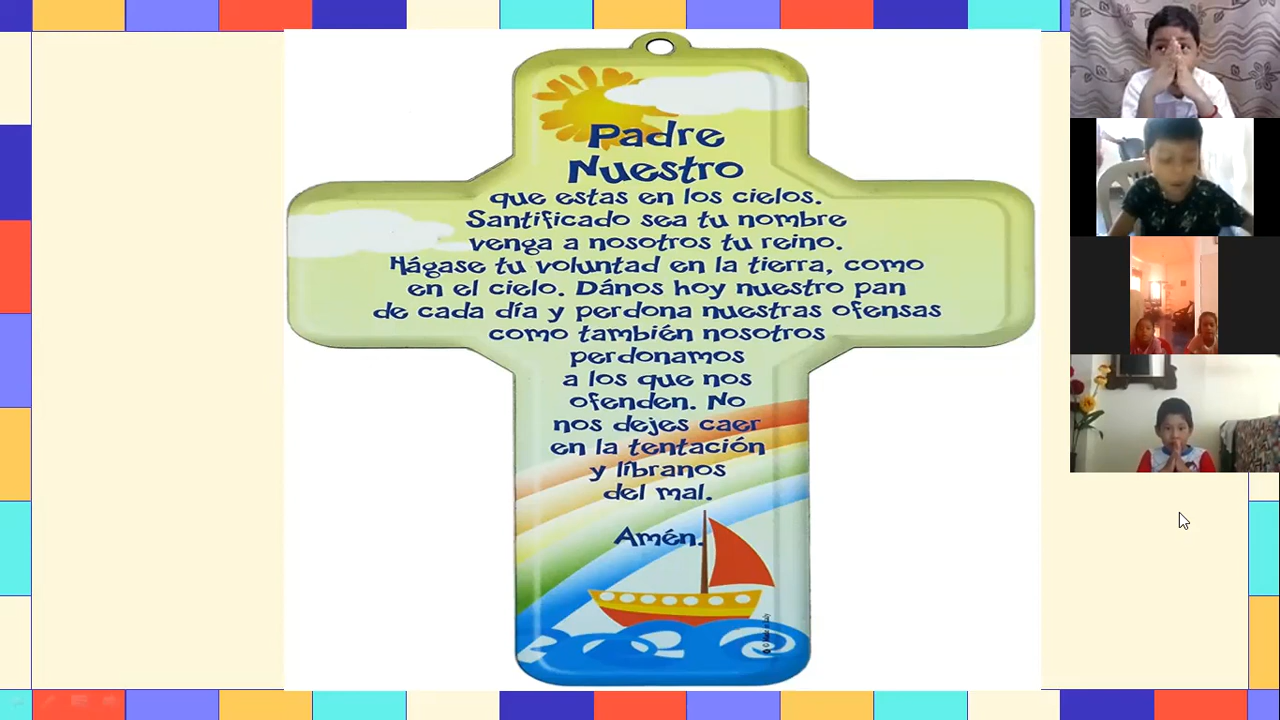 Padre
Nuestro
que estas en los cielos.
Santificado sea tu nombre
venga a nosotros tu reino.
Hágase tu voluntad en la tierra, como
en el cielo. Dános hoy nuestro pan
de cada día y perdona nuestras ofensas
como también nosotros
perdonamos
a los que nos
ofenden. No
nos dejes caer
en la tentación
y líbranos
del mal.
Amén.